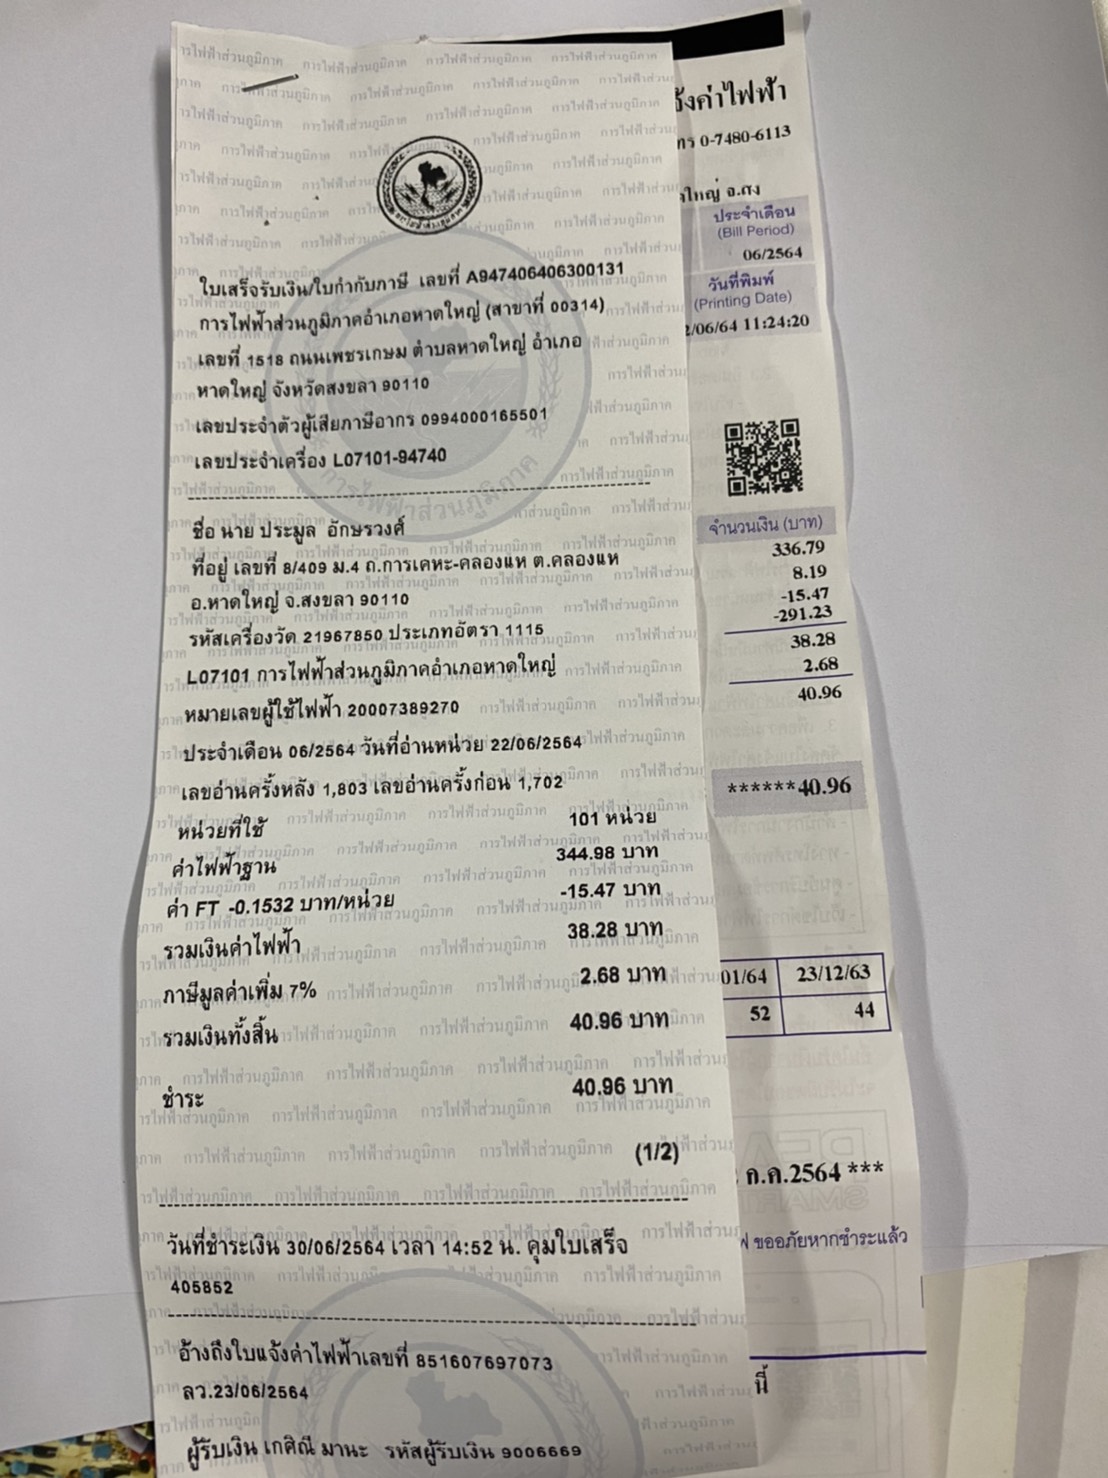 ใบเสร็จรับเงิน/ใบกำกับภาษี เลขที่ A947406406300131
การไฟฟ้าส่วนภูมิภาคอำเภอหาดใหญ่ (สาขาที่ 00314)
เลขที่ 1518 ถนนเพชรเกษม ตำบลหาดใหญ่ อำเภอ
หาดใหญ่ จังหวัดสงขลา 90110
เลขประจำตัวผู้เสียภาษีอากร 0994000165501
เลขประจำเครื่อง L07101-94740
ชื่อ นาย ประมูล อักษรวงศ์
ที่อยู่ เลขที่ 8/409 ม.4 ถ.การเคหะ-คลองแห ต.คลองแห
อ.หาดใหญ่ จ.สงขลา 90110
รหัสเครื่องวัด 21967850 ประเภทอัตรา 1115
L07101 การไฟฟ้าส่วนภูมิภาคอำเภอหาดใหญ่
หมายเลขผู้ใช้ไฟฟ้า 20007389270
ประจำเดือน 06/2564 วันที่อ่านหน่วย 22/06/2564
เลขอ่านครั้งหลัง 1,803 เลขอ่านครั้งก่อน 1,702
หน่วยที่ใช้ 101 หน่วย
ค่าไฟฟ้าฐาน 344.98 บาท
ค่า FT -0.1532 บาท/หน่วย -15.47 บาท
รวมเงินค่าไฟฟ้า 38.28 บาท
ภาษีมูลค่าเพิ่ม 7% 2.68 บาท
รวมเงินทั้งสิ้น 40.96 บาท
ชำระ 40.96 บาท
(1/2)
วันที่ชำระเงิน 30/06/2564 เวลา 14:52 น. คุมใบเสร็จ
405852
อ้างถึงใบแจ้งค่าไฟฟ้าเลขที่ 851607697073
ลว.23/06/2564
ผู้รับเงิน เกศิณี มานะ รหัสผู้รับเงิน 9006669
การไฟฟ้าส่วนภูมิภาค
ค่าไฟฟ้า
0-7480-6113
ประจำเดือน
(Bill Period)
06/2564
วันที่พิมพ์
(Printing Date)
/06/64 11:24:20
จำนวนเงิน (บาท)
336.79
8.19
-15.47
-291.23
38.28
2.68
40.96
******40.96
01/64 23/12/63
52 44
ก.ค.2564 ***
ขออภัยหากชำระแล้ว
นี้